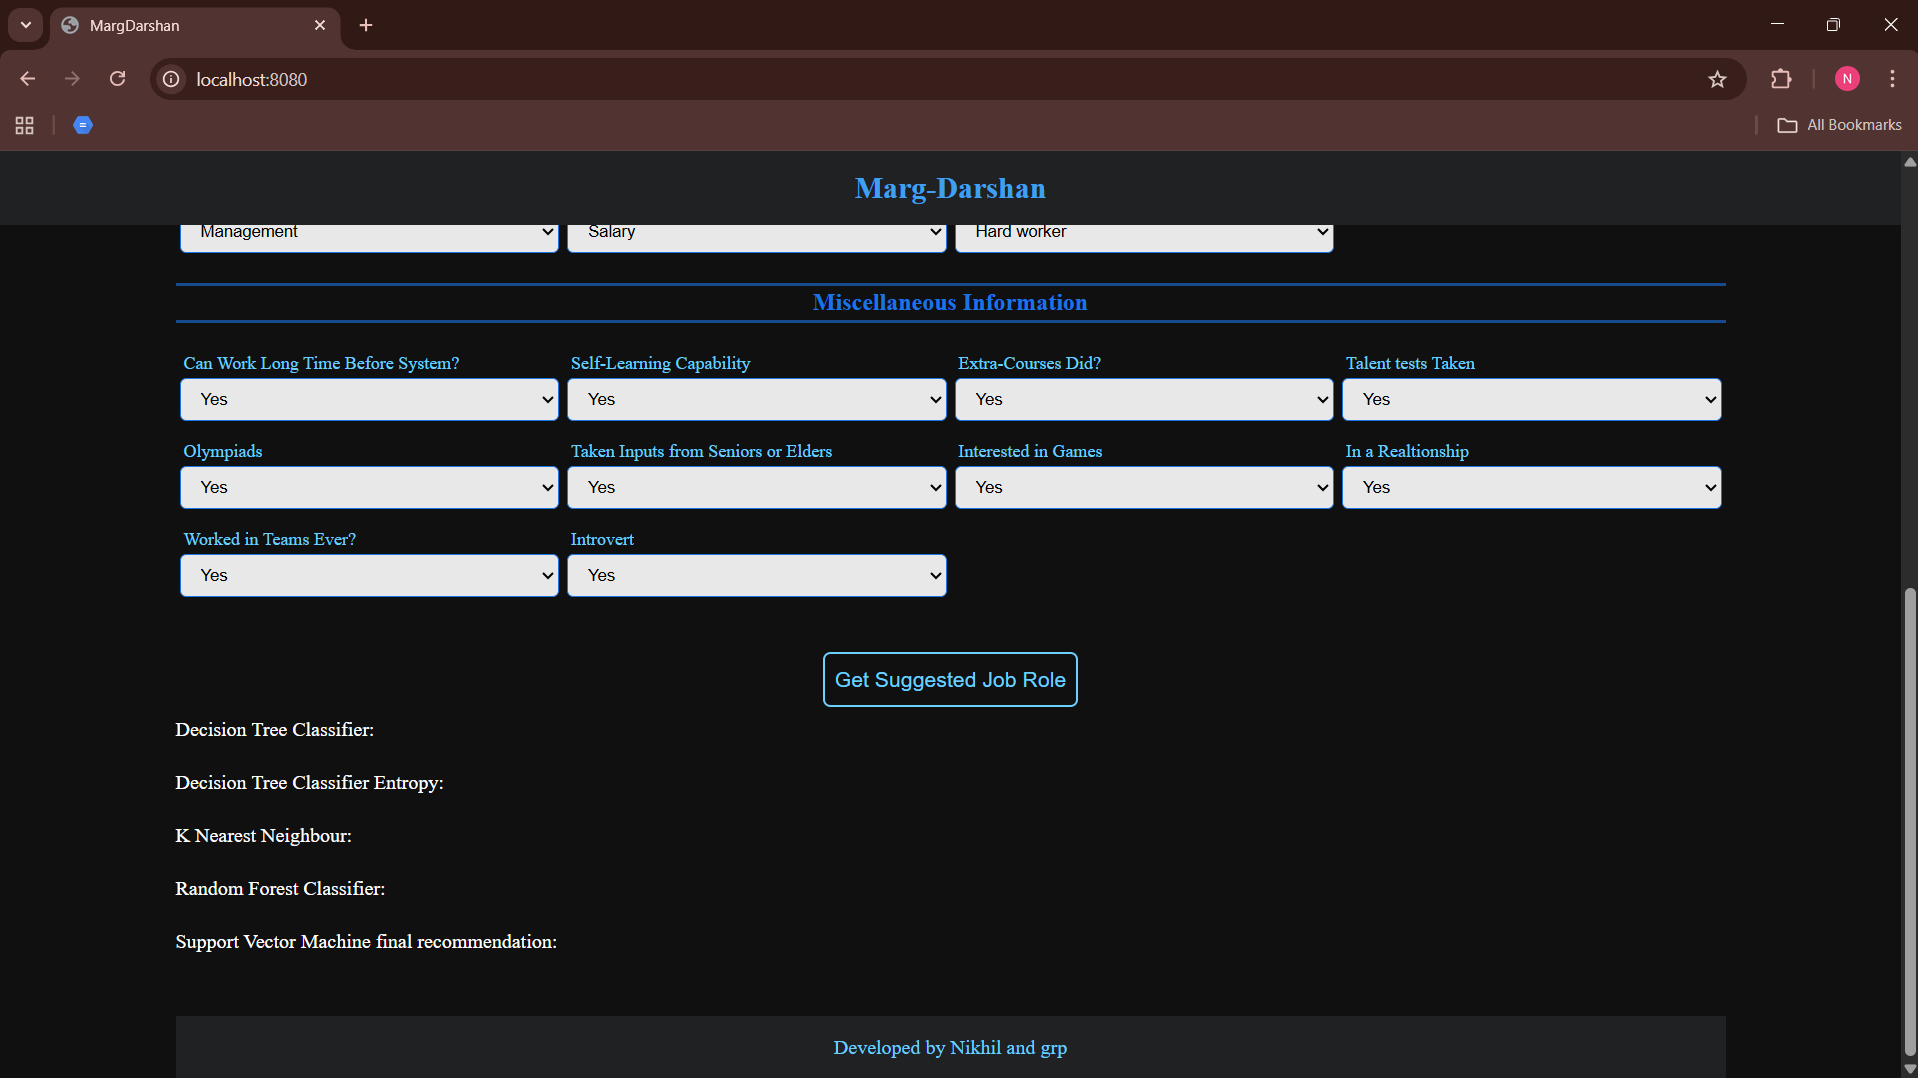 MargDarshan
localhost:8080
N
All Bookmarks
Marg-Darshan
Management Salary Hard worker
Miscellaneous Information
Can Work Long Time Before System? Self-Learning Capability Extra-Courses Did? Talent tests Taken
Yes Yes Yes Yes
Olympiads Taken Inputs from Seniors or Elders Interested in Games In a Realtionship
Yes Yes Yes Yes
Worked in Teams Ever? Introvert
Yes Yes
Get Suggested Job Role
Decision Tree Classifier:
Decision Tree Classifier Entropy:
K Nearest Neighbour:
Random Forest Classifier:
Support Vector Machine final recommendation:
Developed by Nikhil and grp